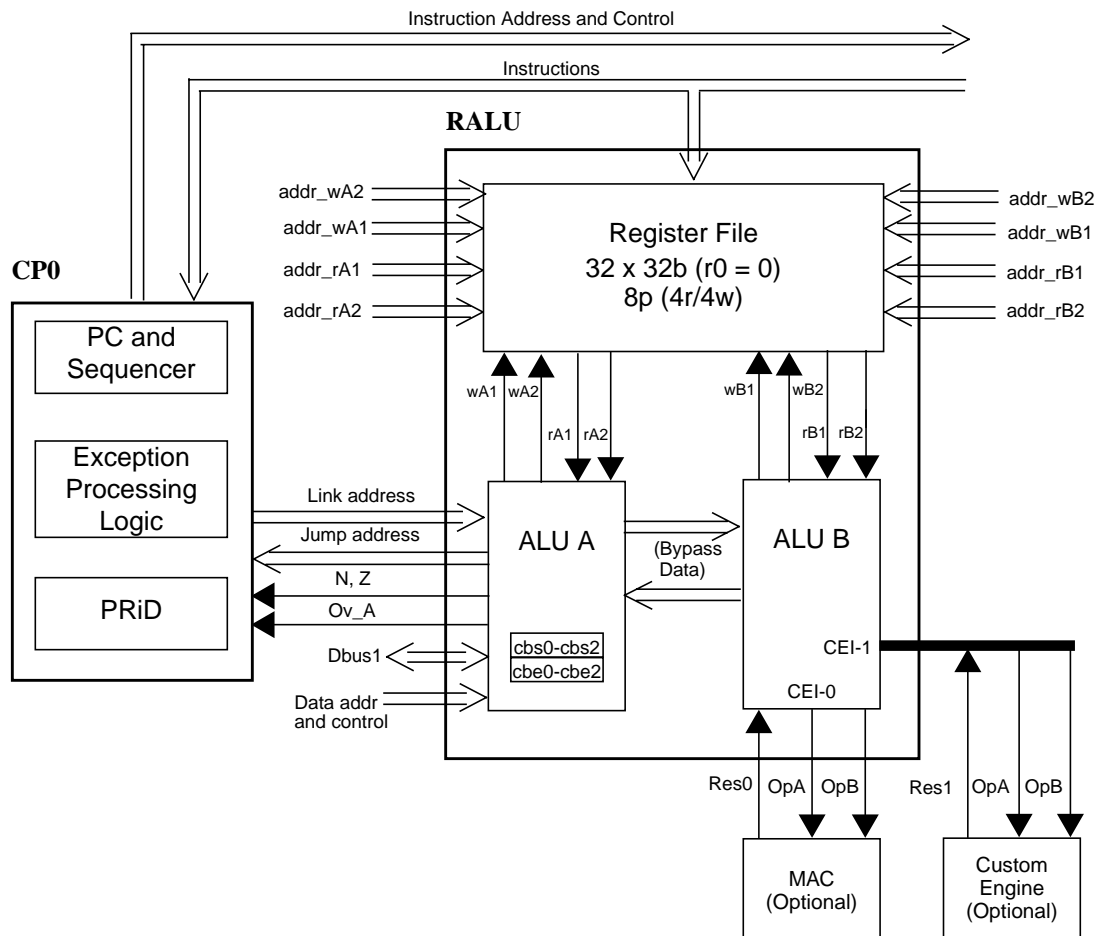 Instruction Address and Control
Instructions
RALU
addr_wA2
addr_wA1
addr_rA1
addr_rA2
Register File
32 x 32b (r0 = 0)
8p (4r/4w)
addr_wB2
addr_wB1
addr_rB1
addr_rB2
CP0
PC and
Sequencer
Exception
Processing
Logic
PRiD
wA1
wA2
rA1
rA2
wB1
wB2
rB1
rB2
Link address
Jump address
N, Z
Ov_A
Dbus1
Data addr
and control
ALU A
cbs0-cbs2
cbe0-cbe2
(Bypass
Data)
ALU B
CEI-1
CEI-0
Res0
OpA
OpB
Res1
OpA
OpB
MAC
(Optional)
Custom
Engine
(Optional)